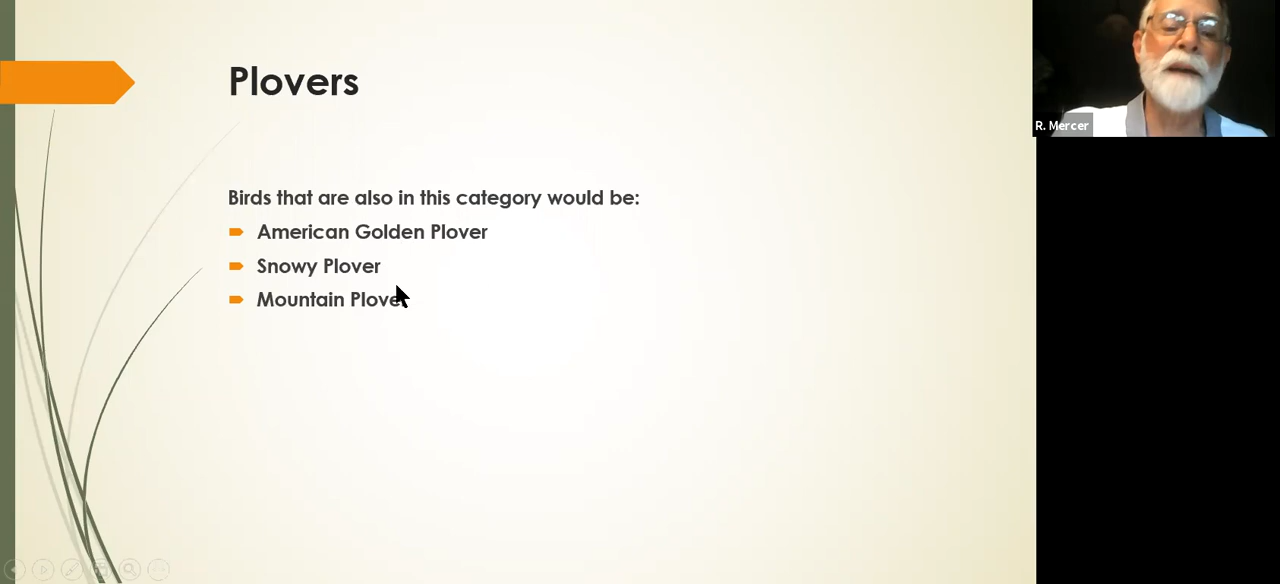 Plovers
Birds that are also in this category would be:
American Golden Plover
Snowy Plover
Mountain Plover
R. Mercer